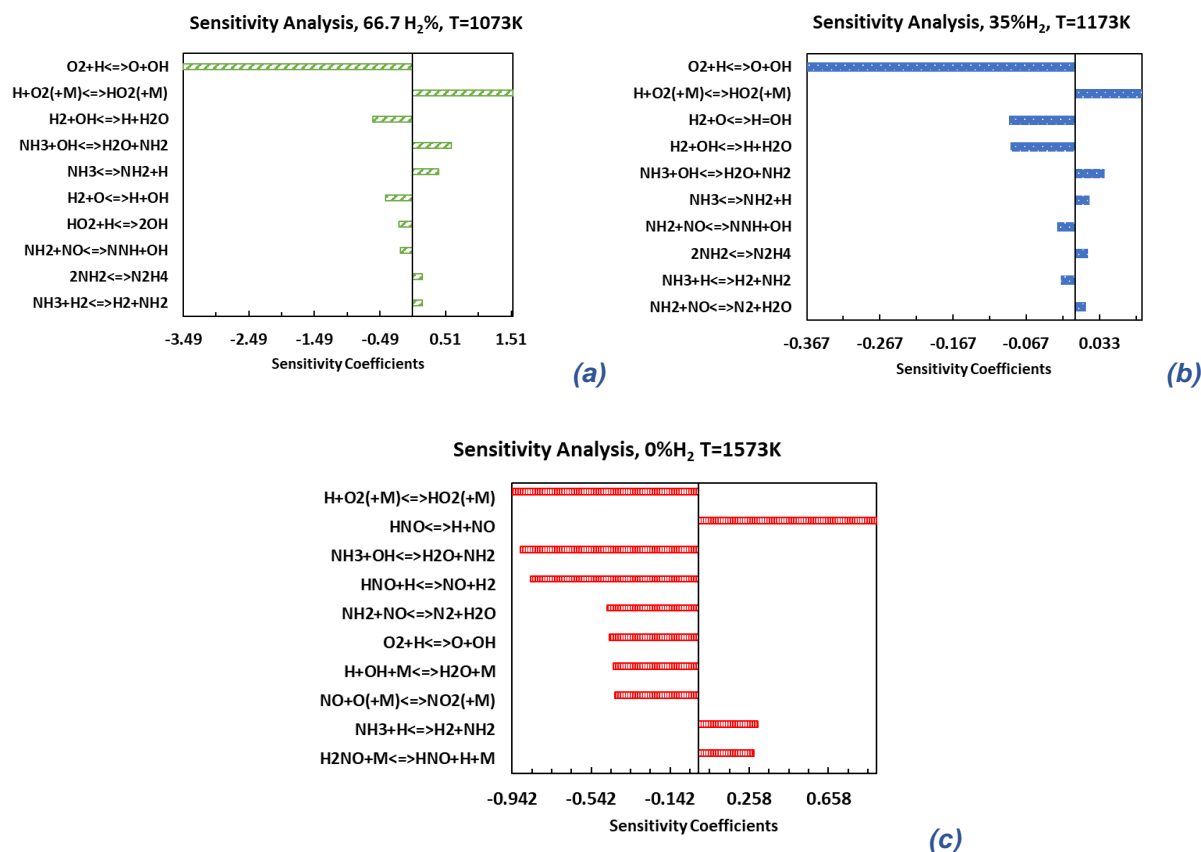 Sensitivity Analysis, 66.7 H₂%, T=1073K
O2+H<=>O+OH
H+O2(+M)<=>HO2(+M)
H2+OH<=>H+H2O
NH3+OH<=>H2O+NH2
NH3<=>NH2+H
H2+O<=>H+OH
HO2+H<=>2OH
NH2+NO<=>NNH+OH
2NH2<=>N2H4
NH3+H2<=>H2+NH2
-3.49 -2.49 -1.49 -0.49 0.51 1.51
Sensitivity Coefficients
(a)
Sensitivity Analysis, 35%H₂, T=1173K
O2+H<=>O+OH
H+O2(+M)<=>HO2(+M)
H2+O<=>H=OH
H2+OH<=>H+H2O
NH3+OH<=>H2O+NH2
NH3<=>NH2+H
NH2+NO<=>NNH+OH
2NH2<=>N2H4
NH3+H<=>H2+NH2
NH2+NO<=>N2+H2O
-0.367 -0.267 -0.167 -0.067 0.033
Sensitivity Coefficients
(b)
Sensitivity Analysis, 0%H₂ T=1573K
H+O2(+M)<=>HO2(+M)
HNO<=>H+NO
NH3+OH<=>H2O+NH2
HNO+H<=>NO+H2
NH2+NO<=>N2+H2O
O2+H<=>O+OH
H+OH+M<=>H2O+M
NO+O(+M)<=>NO2(+M)
NH3+H<=>H2+NH2
H2NO+M<=>HNO+H+M
-0.942 -0.542 -0.142 0.258 0.658
Sensitivity Coefficients
(c)